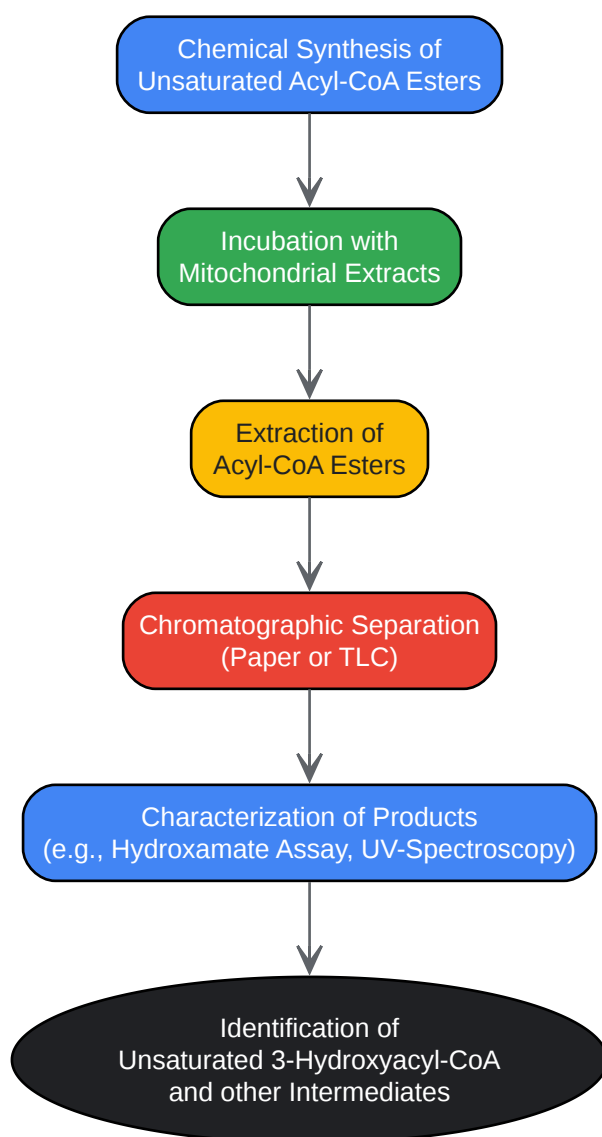 Chemical Synthesis of
Unsaturated Acyl-CoA Esters
Incubation with
Mitochondrial Extracts
Extraction of
Acyl-CoA Esters
Chromatographic Separation
(Paper or TLC)
Characterization of Products
(e.g., Hydroxamate Assay, UV-Spectroscopy)
Identification of
Unsaturated 3-Hydroxyacyl-CoA
and other Intermediates